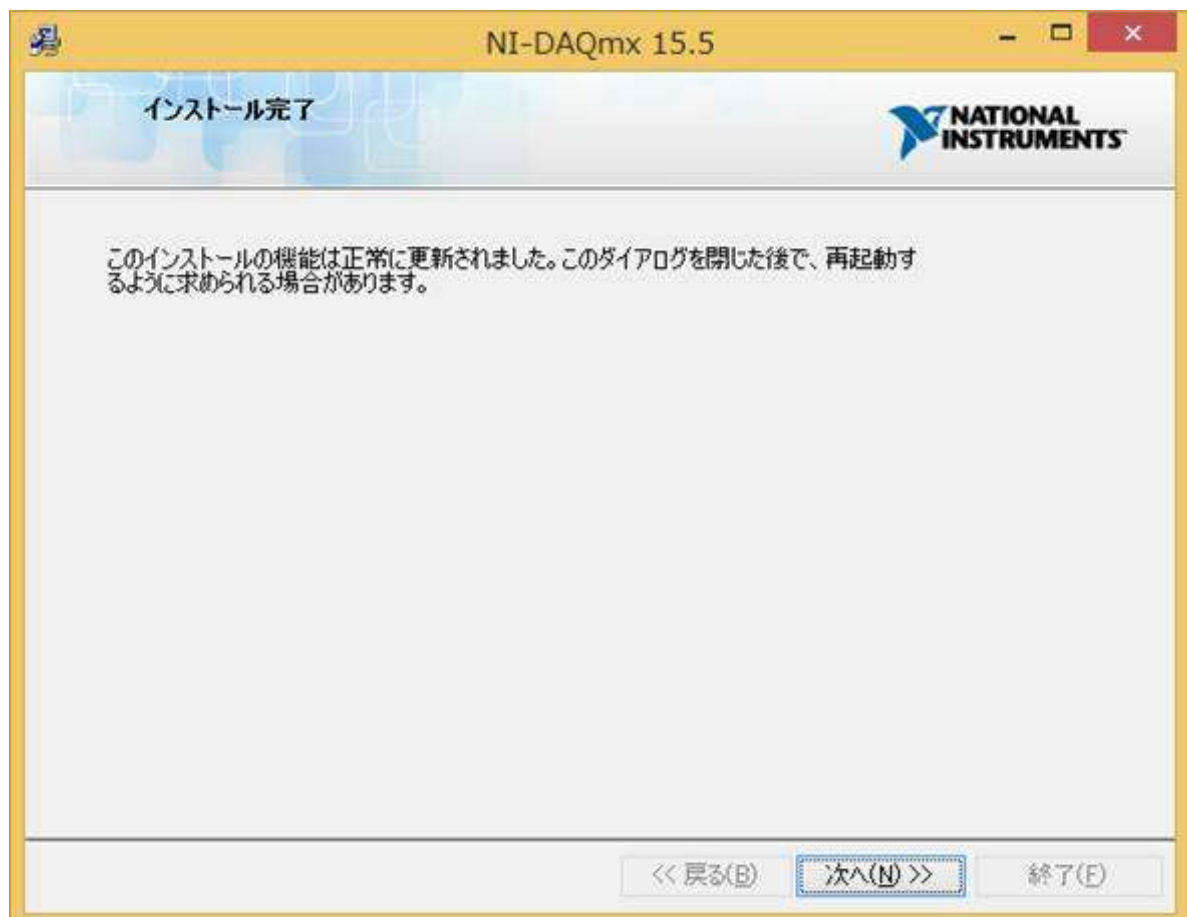 NI-DAQmx 15.5
インストール完了
NATIONAL
INSTRUMENTS™
このインストールの機能は正常に更新されました。このダイアログを閉じた後で、再起動す
るように求められる場合があります。
<< 戻る(B)
次へ(N) >>
終了(F)